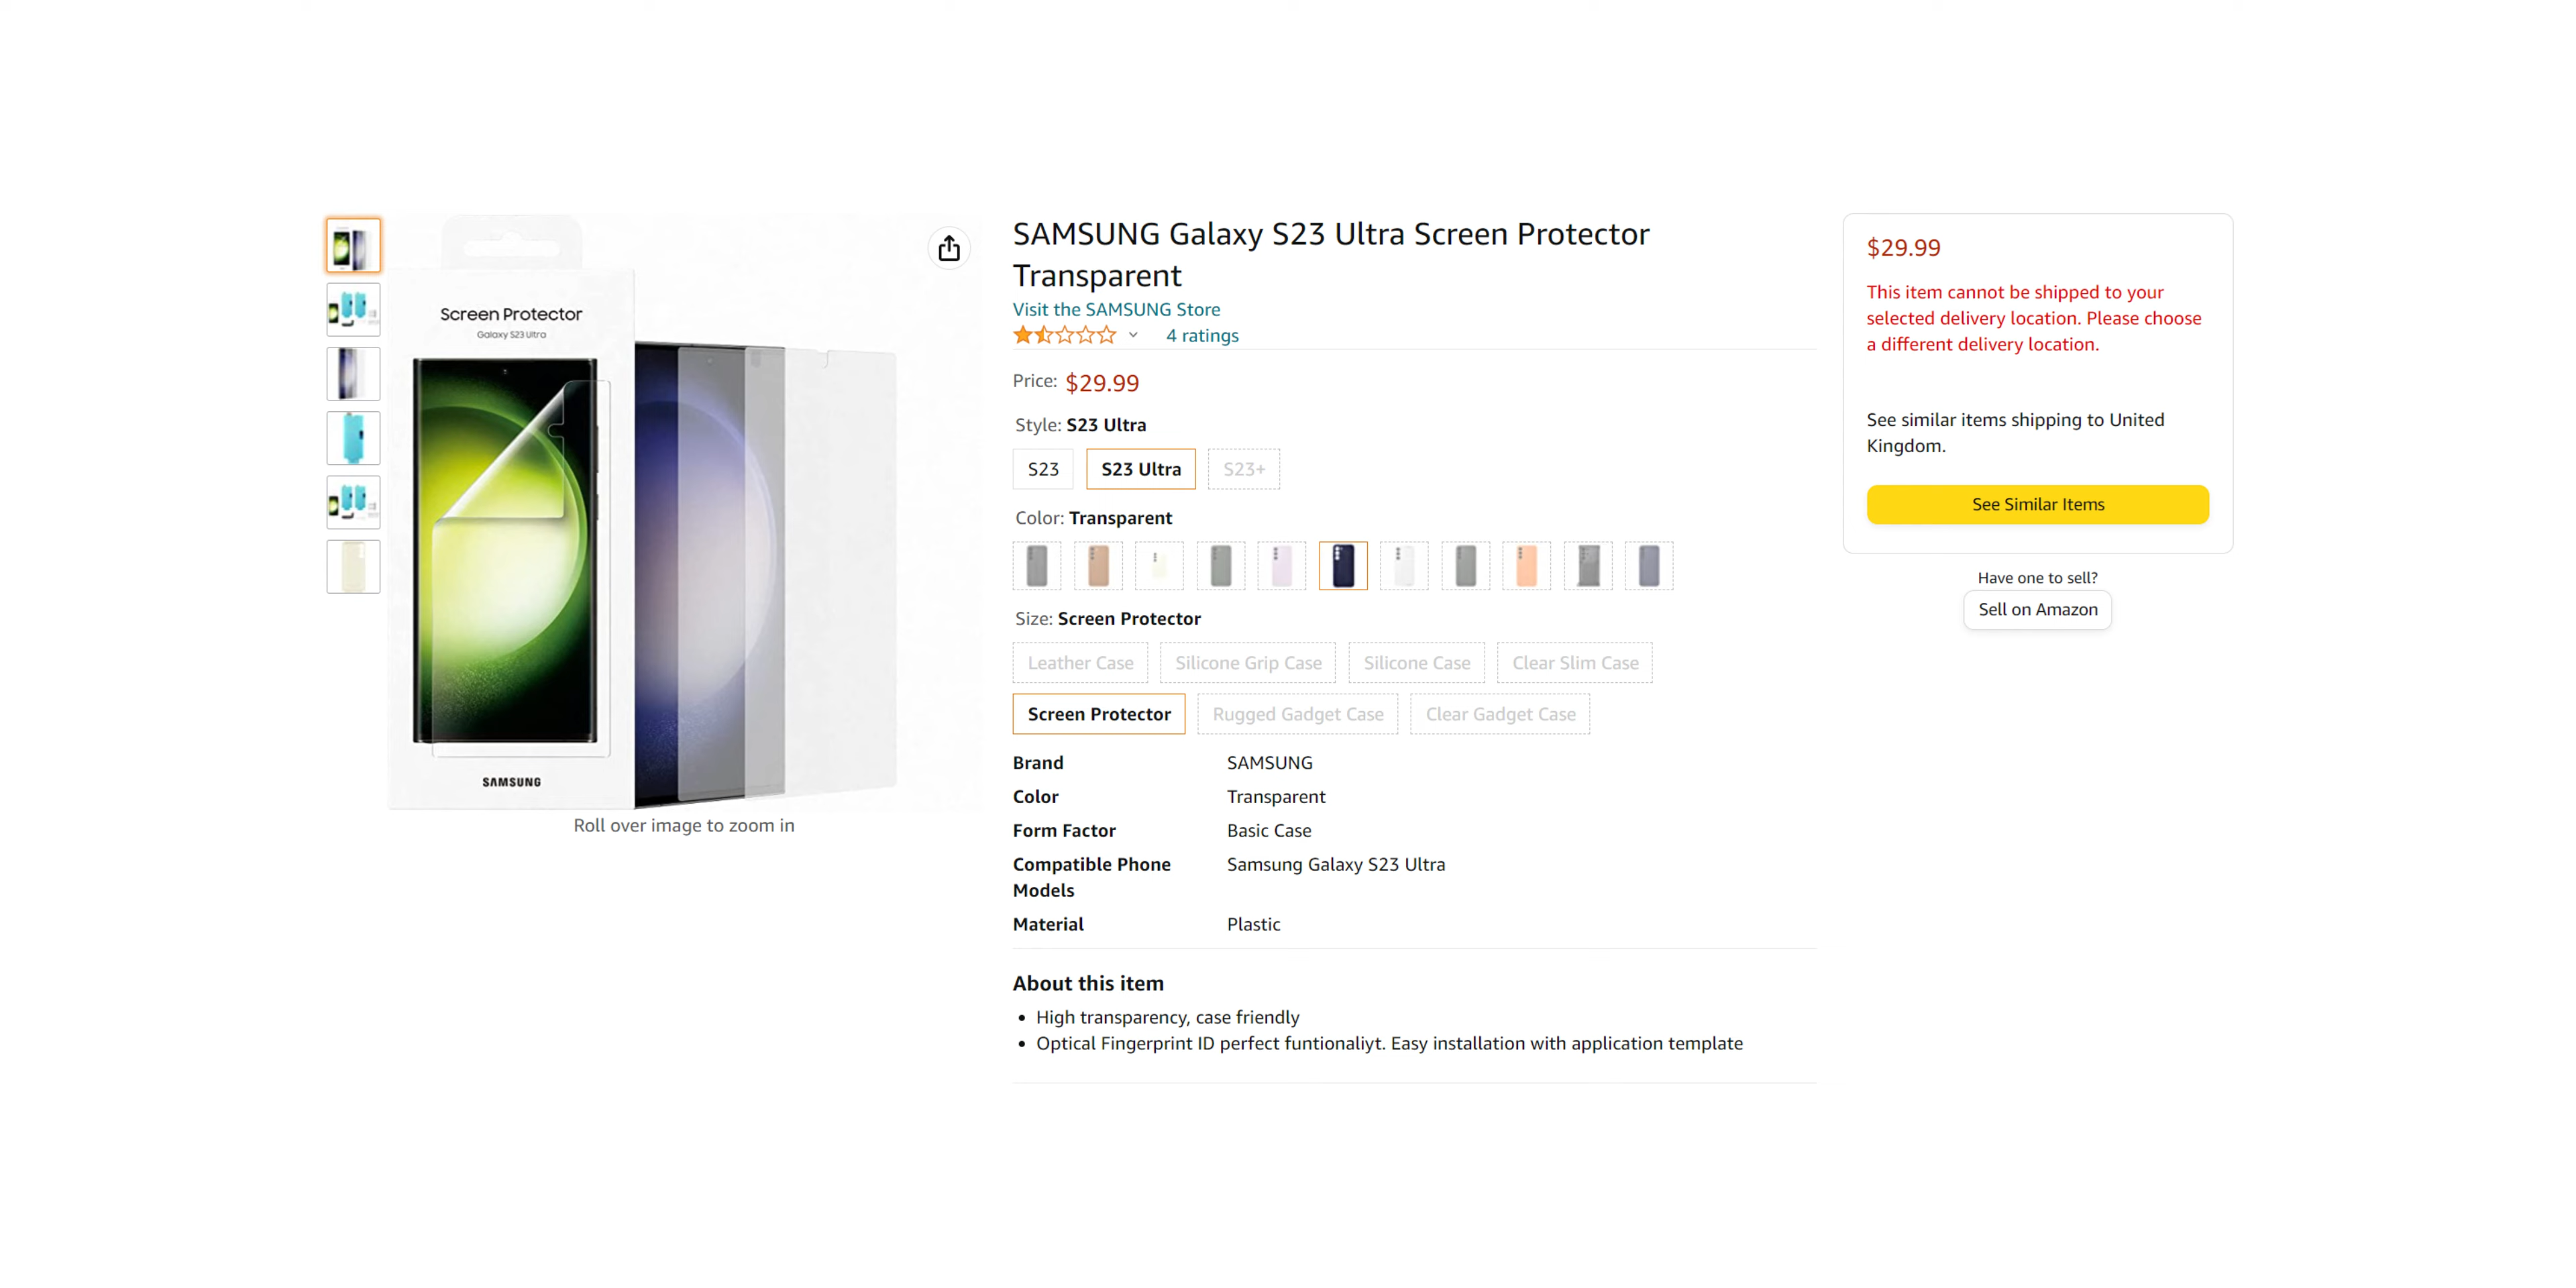 Screen Protector
Galaxy S23 Ultra
SAMSUNG
Roll over image to zoom in
SAMSUNG Galaxy S23 Ultra Screen Protector
Transparent
Visit the SAMSUNG Store
4 ratings
Price: $29.99
Style: S23 Ultra
S23 S23 Ultra S23+
Color: Transparent
Size: Screen Protector
Leather Case Silicone Grip Case Silicone Case Clear Slim Case
Screen Protector Rugged Gadget Case Clear Gadget Case
Brand SAMSUNG
Color Transparent
Form Factor Basic Case
Compatible Phone Samsung Galaxy S23 Ultra
Models
Material Plastic
About this item
• High transparency, case friendly
• Optical Fingerprint ID perfect funtionaliyt. Easy installation with application template
$29.99
This item cannot be shipped to your
selected delivery location. Please choose
a different delivery location.
See similar items shipping to United
Kingdom.
See Similar Items
Have one to sell?
Sell on Amazon